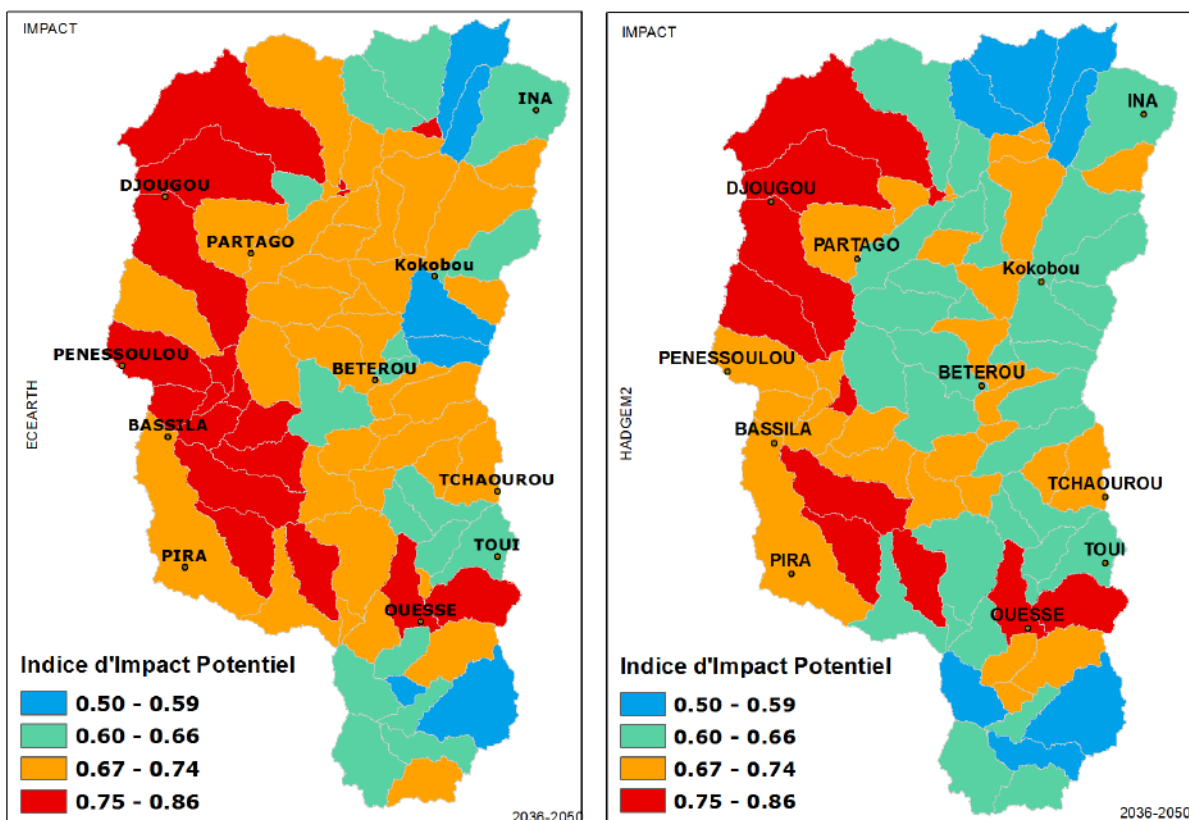 IMPACT
INA
DJOUGOU
PARTAGO
Kokobou
PENESSOULOU
BETEROU
BASSILA
ECEARTH
TCHAOUROU
TOUI
PIRA
OUESSE
Indice d'Impact Potentiel
0.50 - 0.59
0.60 - 0.66
0.67 - 0.74
0.75 - 0.86
2036-2050
IMPACT
INA
DJOUGOU
PARTAGO
Kokobou
PENESSOULOU
BETEROU
BASSILA
HADGEM2
TCHAOUROU
TOUI
PIRA
OUESSE
Indice d'Impact Potentiel
0.50 - 0.59
0.60 - 0.66
0.67 - 0.74
0.75 - 0.86
2036-2050